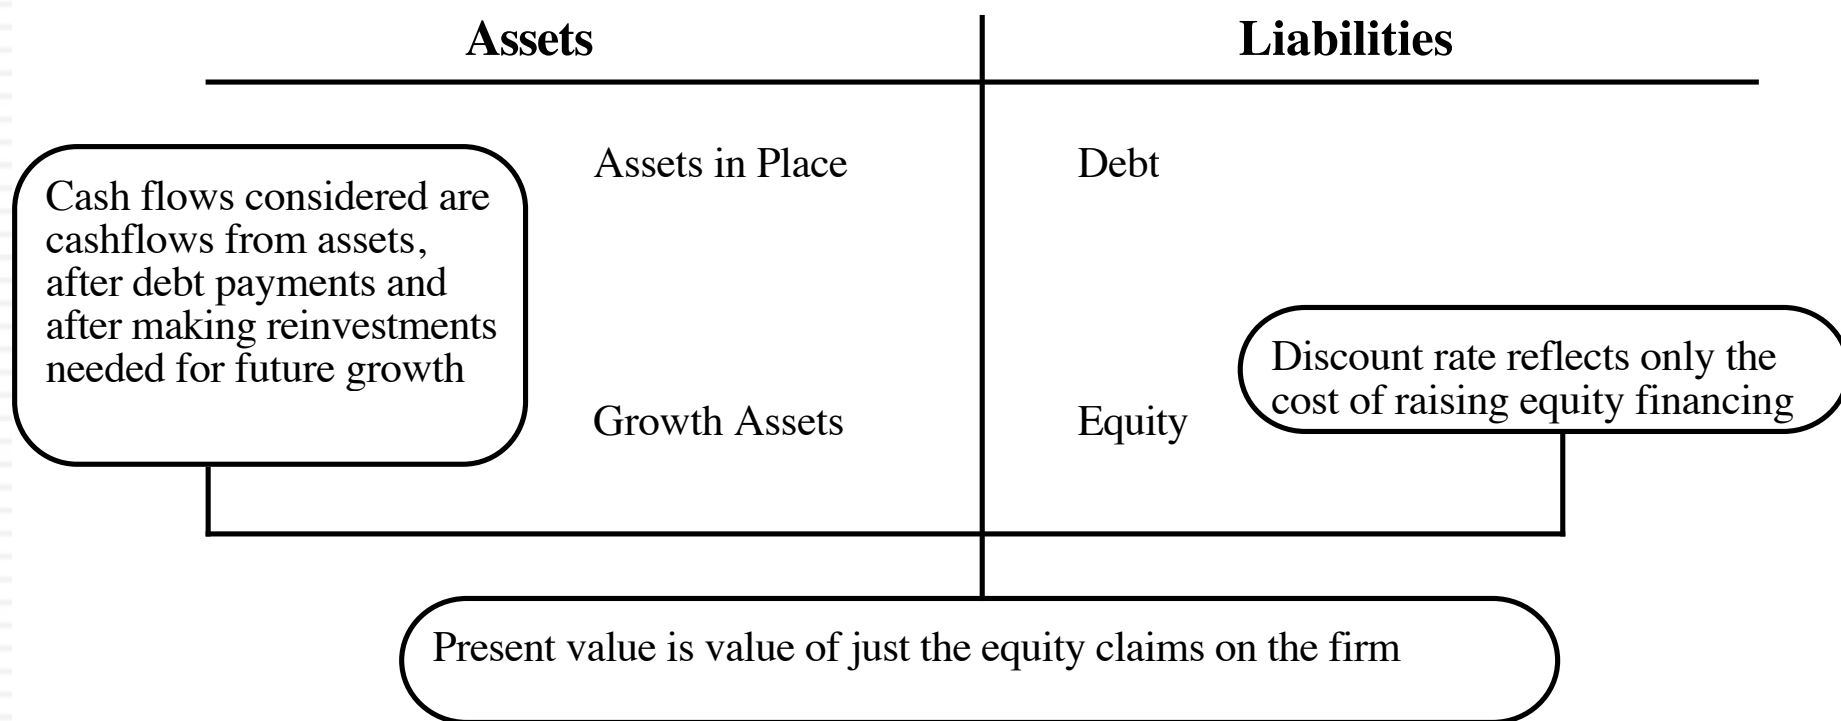 Assets
Liabilities
Assets in Place
Debt
Cash flows considered are
cashflows from assets,
after debt payments and
after making reinvestments
needed for future growth
Growth Assets
Equity
Discount rate reflects only the
cost of raising equity financing
Present value is value of just the equity claims on the firm